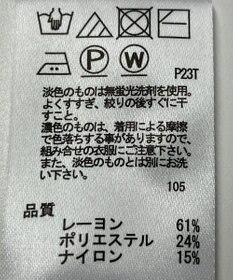 P W P23T
淡色のものは無蛍光洗剤を使用。
よくすすぎ、絞りの後すぐに干
すこと。
濃色のものは、着用による摩擦
で色落ちする事がありますの
で、組み合せの衣服にご注意下さい。
また、淡色のものとは別にお洗
い下さい。
105
品質
レーヨン 61%
ポリエステル 24%
ナイロン 15%